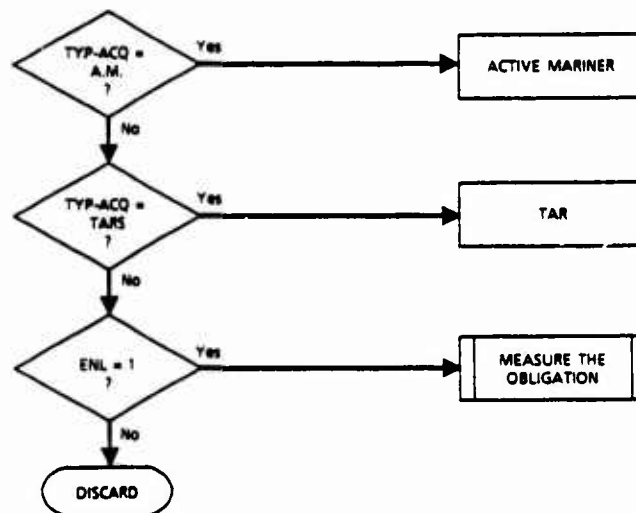 TYP-ACQ =
A.M.
?
Yes
ACTIVE MARINER
No
TYP-ACQ =
TARS
?
Yes
TAR
No
ENL = 1
?
Yes
MEASURE THE
OBLIGATION
No
DISCARD